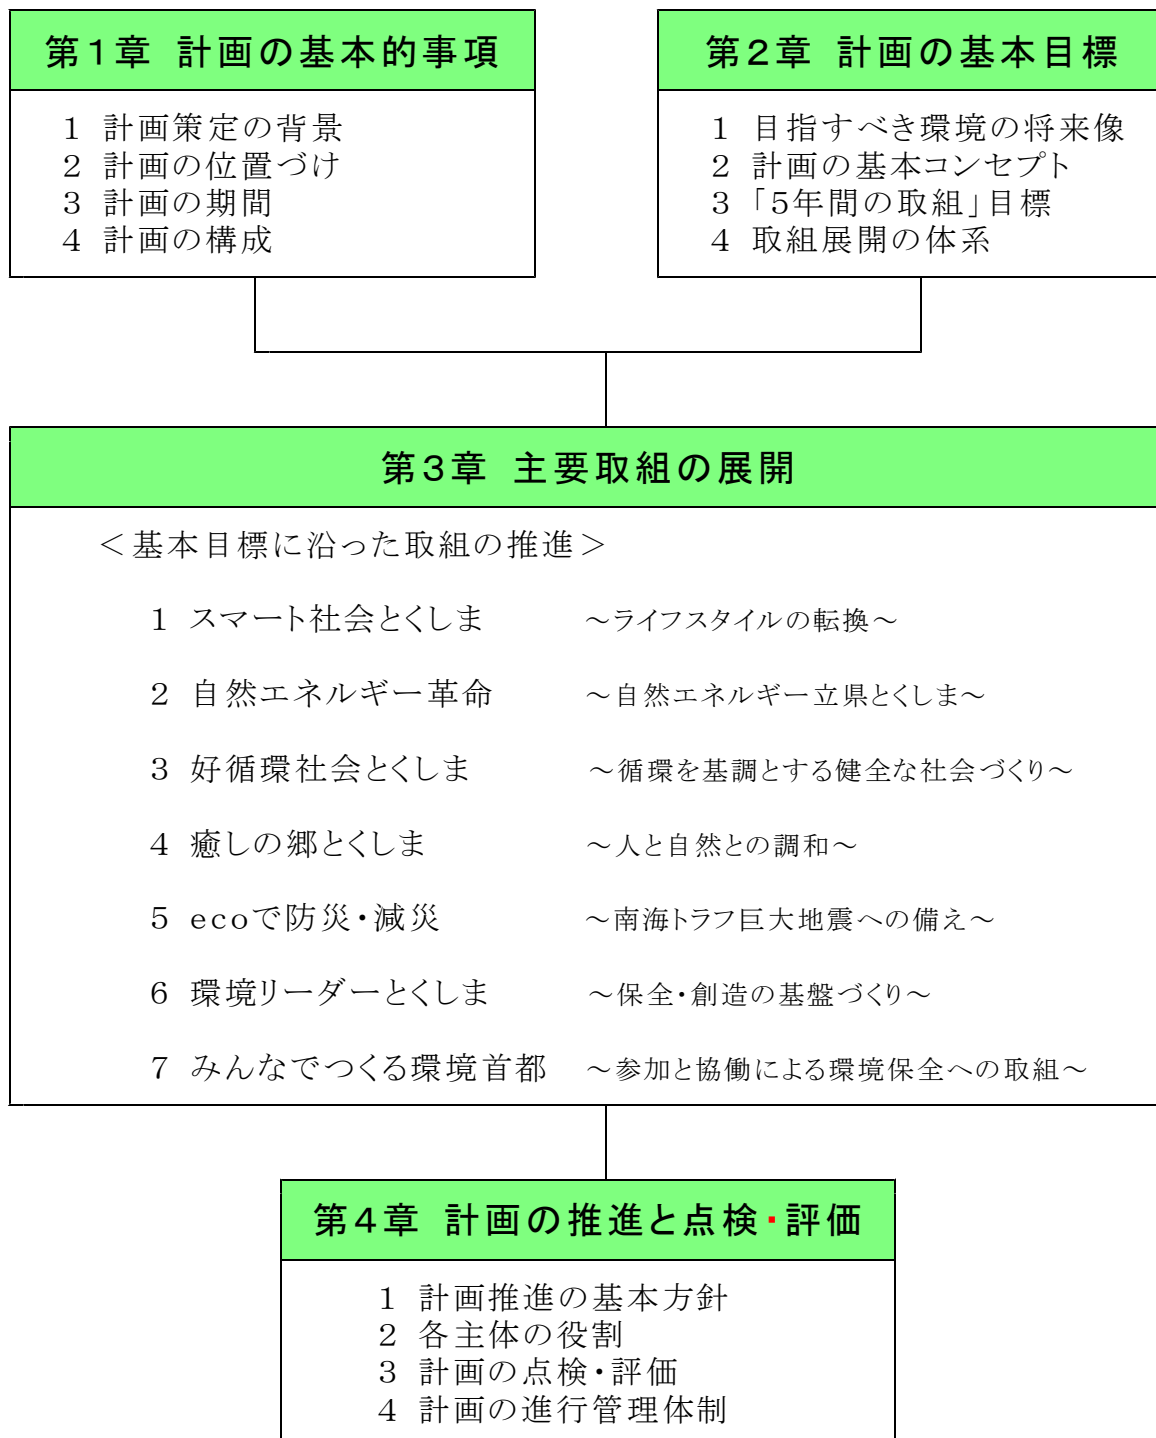 第1章 計画の基本的事項
1 計画策定の背景
2 計画の位置づけ
3 計画の期間
4 計画の構成
第2章 計画の基本目標
1 目指すべき環境の将来像
2 計画の基本コンセプト
3 「5年間の取組」目標
4 取組展開の体系
第3章 主要取組の展開
＜基本目標に沿った取組の推進＞
1 スマート社会とくしま ～ライフスタイルの転換～
2 自然エネルギー革命 ～自然エネルギー立県とくしま～
3 好循環社会とくしま ～循環を基調とする健全な社会づくり～
4 癒しの郷とくしま ～人と自然との調和～
5 ecoで防災・減災 ～南海トラフ巨大地震への備え～
6 環境リーダーとくしま ～保全・創造の基盤づくり～
7 みんなでつくる環境首都 ～参加と協働による環境保全への取組～
第4章 計画の推進と点検・評価
1 計画推進の基本方針
2 各主体の役割
3 計画の点検・評価
4 計画の進行管理体制